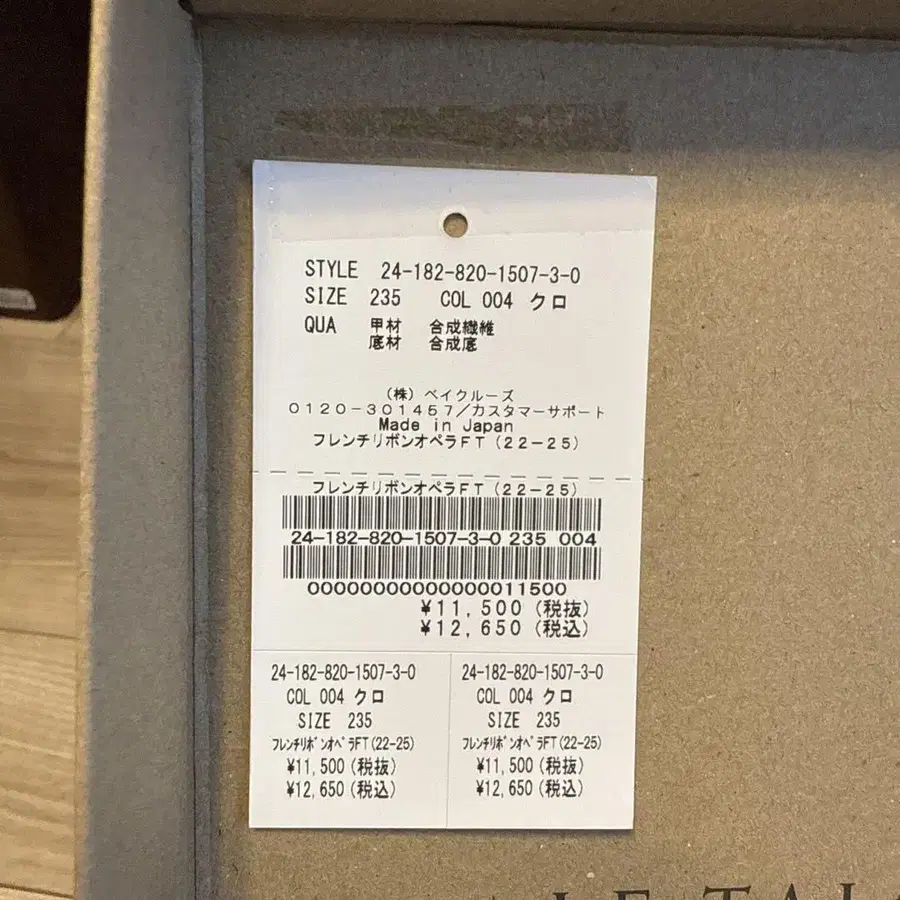 STYLE 24-182-820-1507-3-0
SIZE 235 COL 004 クロ
QUA 甲材 合成繊維
底材 合成底
(株) ベイクルーズ
0120-301457/カスタマーサポート
Made in Japan
フレンチリボンオペラFT(22-25)
フレンチリボンオペラFT(22-25)
24-182-820-1507-3-0 235 004
0000000000000000011500
¥11,500(税抜)
¥12,650(税込)
24-182-820-1507-3-0
COL 004 クロ
SIZE 235
フレンチリボンオペラFT(22-25)
¥11,500(税抜)
¥12,650(税込)
24-182-820-1507-3-0
COL 004 クロ
SIZE 235
フレンチリボンオペラFT(22-25)
¥11,500(税抜)
¥12,650(税込)